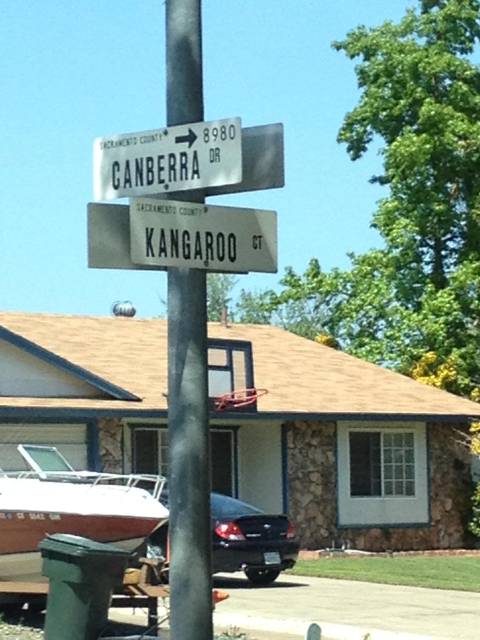 SACRAMENTO COUNTY → 8980
CANBERRA DR
SACRAMENTO COUNTY
KANGAROO CT